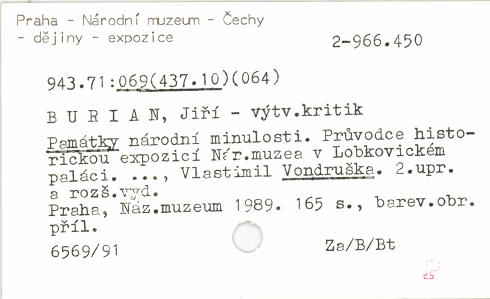 Praha - Národní muzeum - Čechy
- dějiny - expozice
2-966.450
943.71:069(437.10)(064)
B U R I A N, Jiří - výtv.kritik
Památky národní minulosti. Průvodce histo-
rickou expozicí Nár.muzea v Lobkovickém
paláci. ..., Vlastimil Vondruška. 2.upr.
a rozš.vyd.
Praha, Náz.muzeum 1989. 165 s., barev.obr.
příl.
6569/91
Za/B/Bt